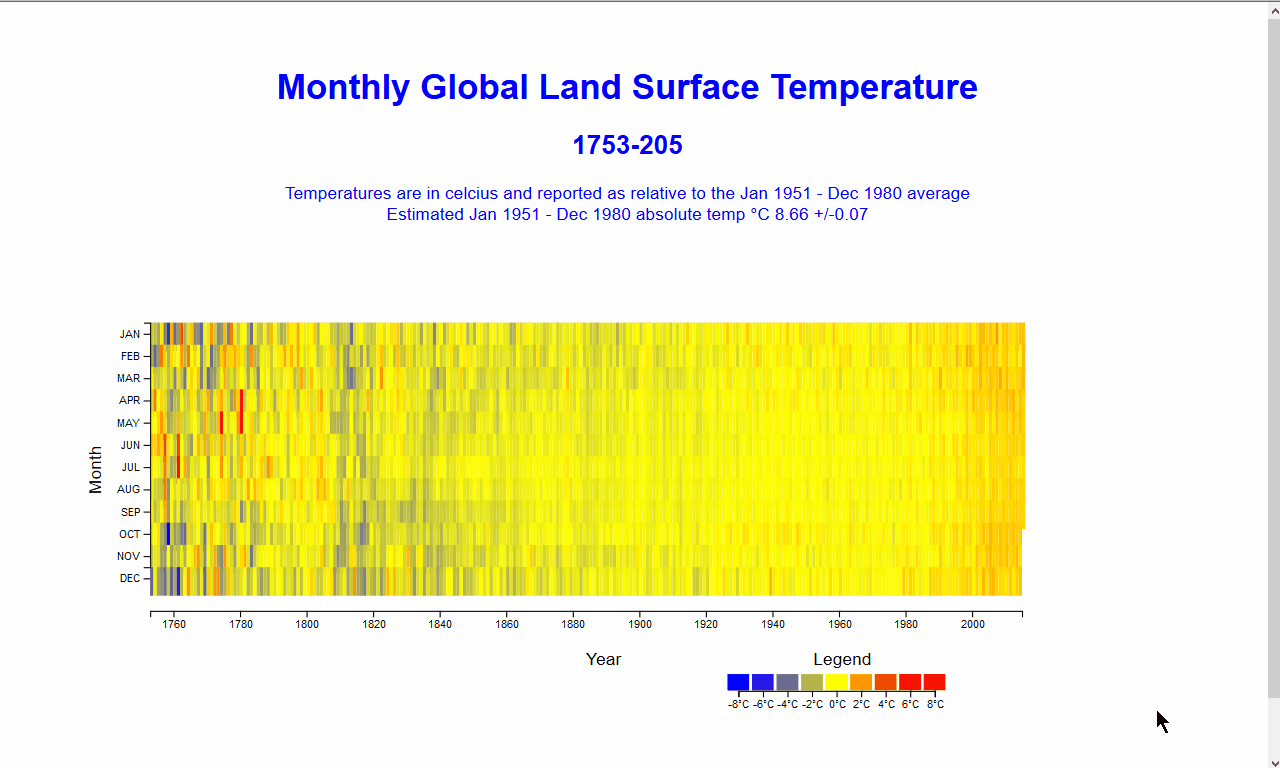 Monthly Global Land Surface Temperature
1753-205
Temperatures are in celcius and reported as relative to the Jan 1951 - Dec 1980 average
Estimated Jan 1951 - Dec 1980 absolute temp °C 8.66 +/-0.07
Month
JAN
FEB
MAR
APR
MAY
JUN
JUL
AUG
SEP
OCT
NOV
DEC
1760 1780 1800 1820 1840 1860 1880 1900 1920 1940 1960 1980 2000
Year
Legend
-8°C -6°C -4°C -2°C 0°C 2°C 4°C 6°C 8°C